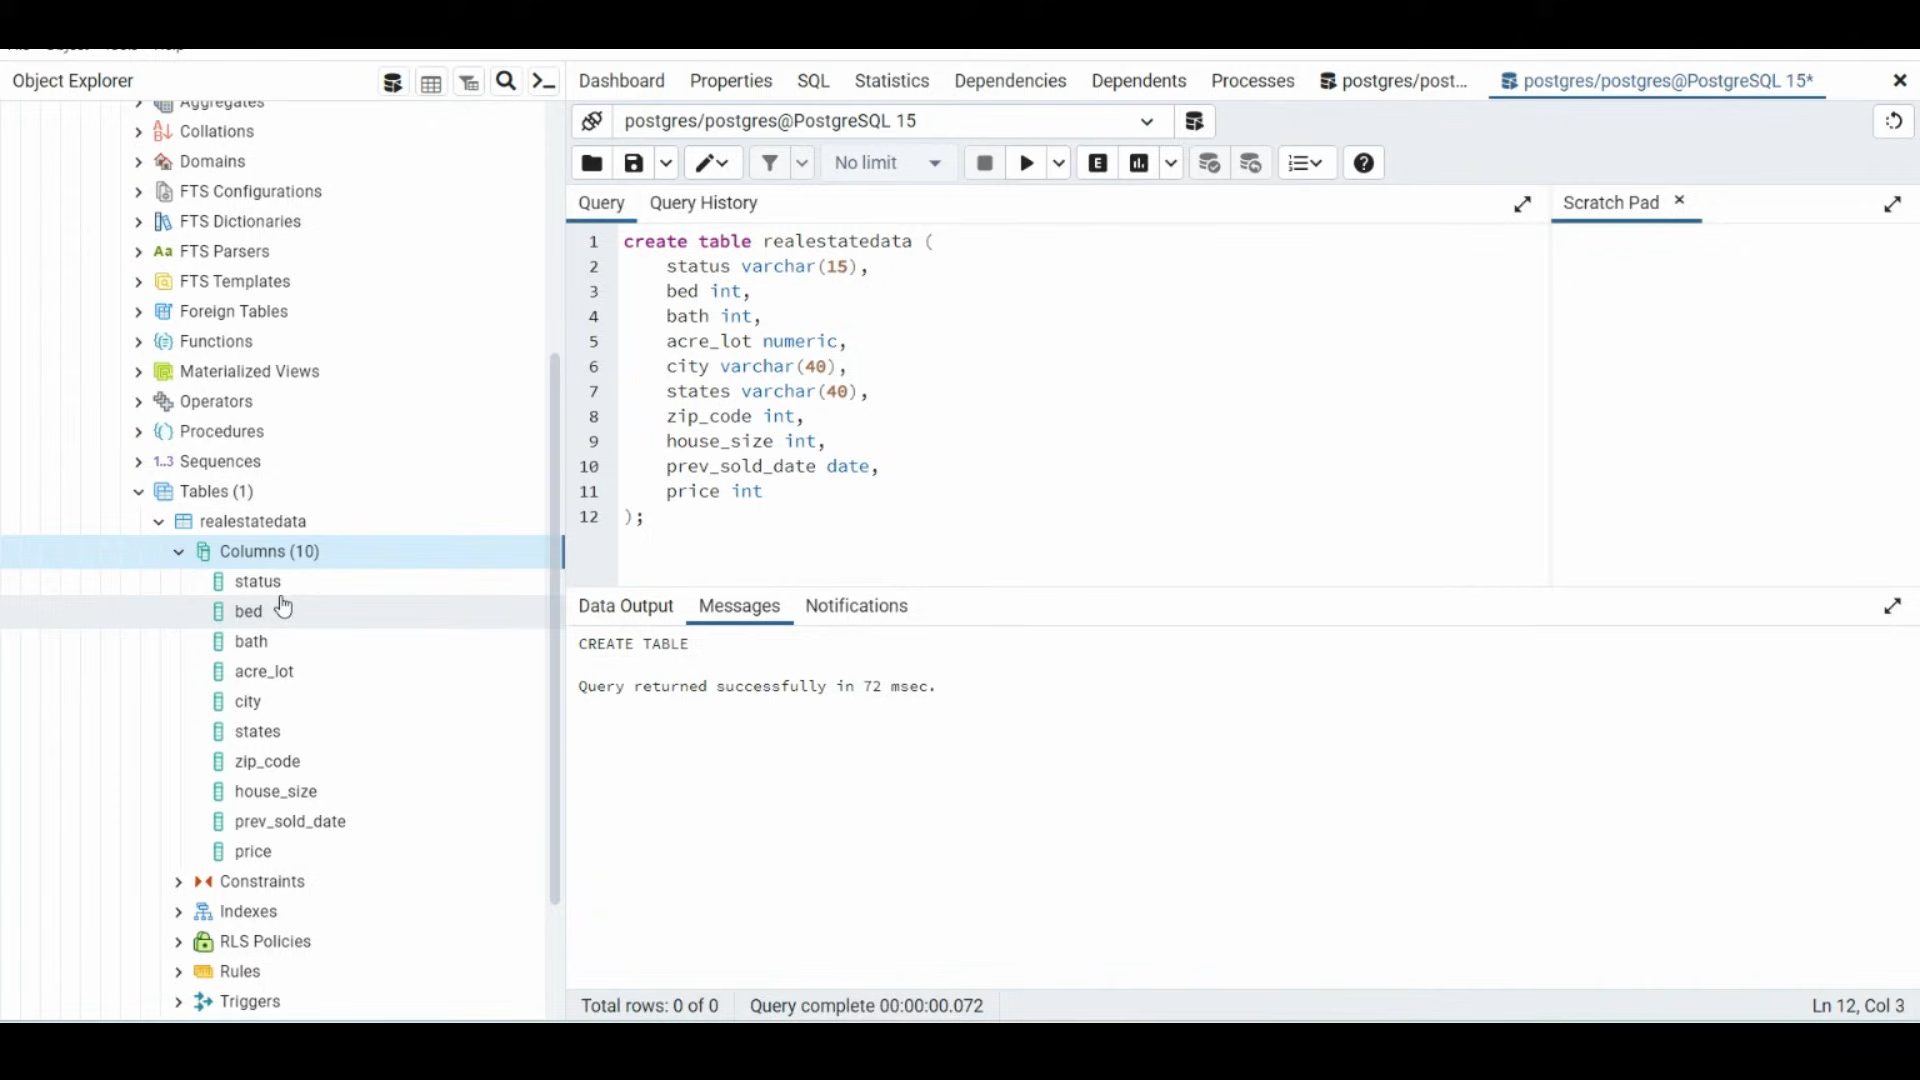 Object Explorer
Dashboard Properties SQL Statistics Dependencies Dependents Processes postgres/post... postgres/postgres@PostgreSQL 15*
Aggregates
Collations
Domains
FTS Configurations
FTS Dictionaries
Aa FTS Parsers
FTS Templates
Foreign Tables
Functions
Materialized Views
Operators
Procedures
1..3 Sequences
Tables (1)
realestatedata
Columns (10)
status
bed
bath
acre_lot
city
states
zip_code
house_size
prev_sold_date
price
Constraints
Indexes
RLS Policies
Rules
Triggers
postgres/postgres@PostgreSQL 15
No limit E
Query Query History
Scratch Pad
1 create table realestatedata (
2 status varchar(15),
3 bed int,
4 bath int,
5 acre_lot numeric,
6 city varchar(40),
7 states varchar(40),
8 zip_code int,
9 house_size int,
10 prev_sold_date date,
11 price int
12 );
Data Output Messages Notifications
CREATE TABLE
Query returned successfully in 72 msec.
Total rows: 0 of 0 Query complete 00:00:00.072 Ln 12, Col 3